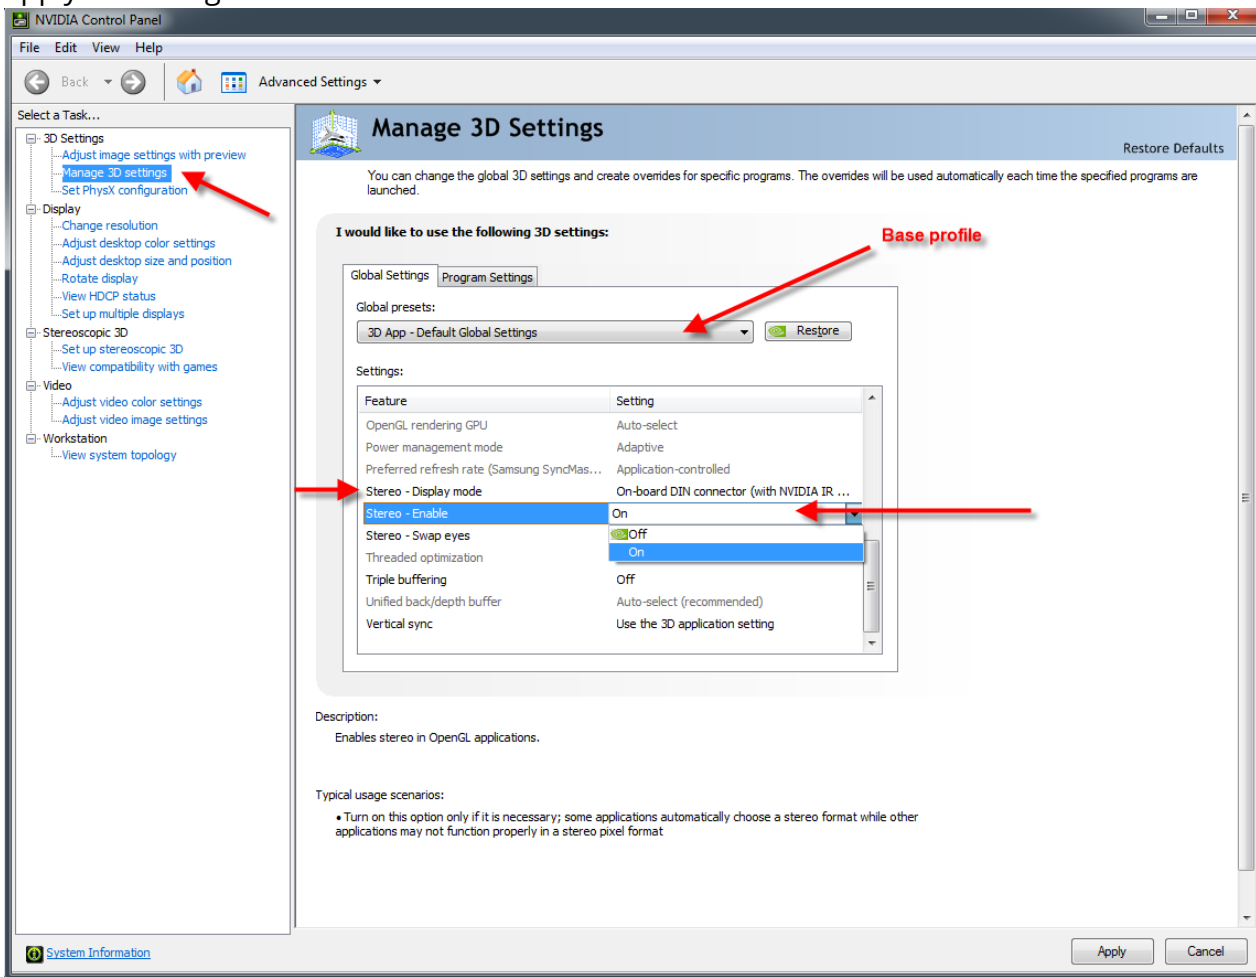 NVIDIA Control Panel
File Edit View Help
Back
Advanced Settings
Select a Task...
3D Settings
Adjust image settings with preview
Manage 3D settings
Set PhysX configuration
Display
Change resolution
Adjust desktop color settings
Adjust desktop size and position
Rotate display
View HDCP status
Set up multiple displays
Stereoscopic 3D
Set up stereoscopic 3D
View compatibility with games
Video
Adjust video color settings
Adjust video image settings
Workstation
View system topology
Manage 3D Settings
Restore Defaults
You can change the global 3D settings and create overrides for specific programs. The overrides will be used automatically each time the specified programs are
launched.
I would like to use the following 3D settings:
Base profile
Global Settings Program Settings
Global presets:
3D App - Default Global Settings Restore
Settings:
Feature Setting
OpenGL rendering GPU Auto-select
Power management mode Adaptive
Preferred refresh rate (Samsung SyncMas... Application-controlled
Stereo - Display mode On-board DIN connector (with NVIDIA IR ...
Stereo - Enable On
Stereo - Swap eyes Off
Threaded optimization On
Triple buffering Off
Unified back/depth buffer Auto-select (recommended)
Vertical sync Use the 3D application setting
Description:
Enables stereo in OpenGL applications.
Typical usage scenarios:
• Turn on this option only if it is necessary; some applications automatically choose a stereo format while other
applications may not function properly in a stereo pixel format
System Information
Apply Cancel